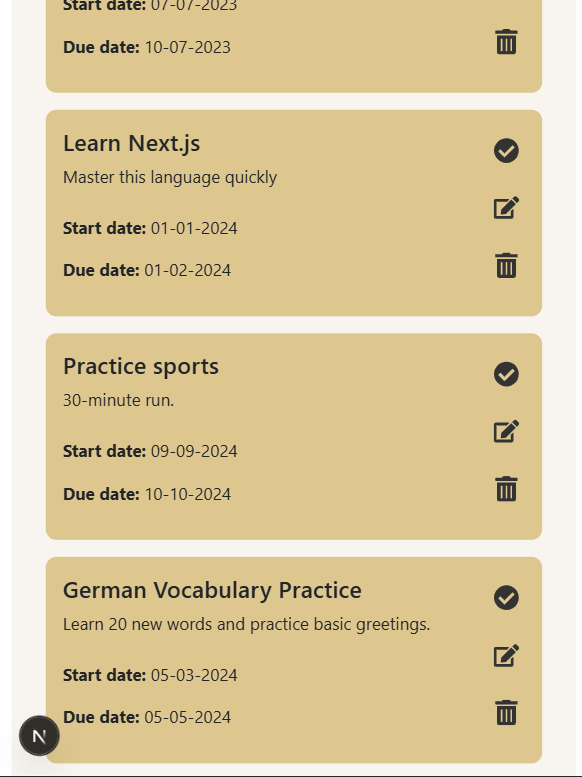 Start date: 07-07-2023
Due date: 10-07-2023
Learn Next.js
Master this language quickly
Start date: 01-01-2024
Due date: 01-02-2024
Practice sports
30-minute run.
Start date: 09-09-2024
Due date: 10-10-2024
German Vocabulary Practice
Learn 20 new words and practice basic greetings.
Start date: 05-03-2024
Due date: 05-05-2024
N